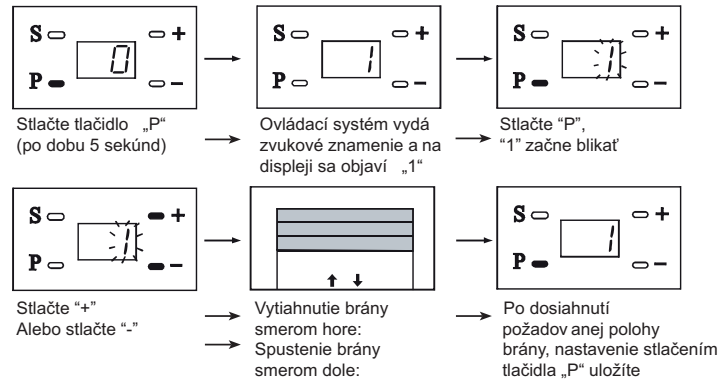 S + S + S +
0 1 1
P - P - P -
Stlačte tlačidlo „P“
(po dobu 5 sekúnd)
Ovládací systém vydá
zvukové znamenie a na
displeji sa objaví „1“
Stlačte “P”,
“1” začne blikať
S + S +
1 1
P - P -
Stlačte “+”
Alebo stlačte “-”
Vytiahnutie brány
smerom hore:
Spustenie brány
smerom dole:
Po dosiahnutí
požadov anej polohy
brány, nastavenie stlačením
tlačidla „P“ uložíte